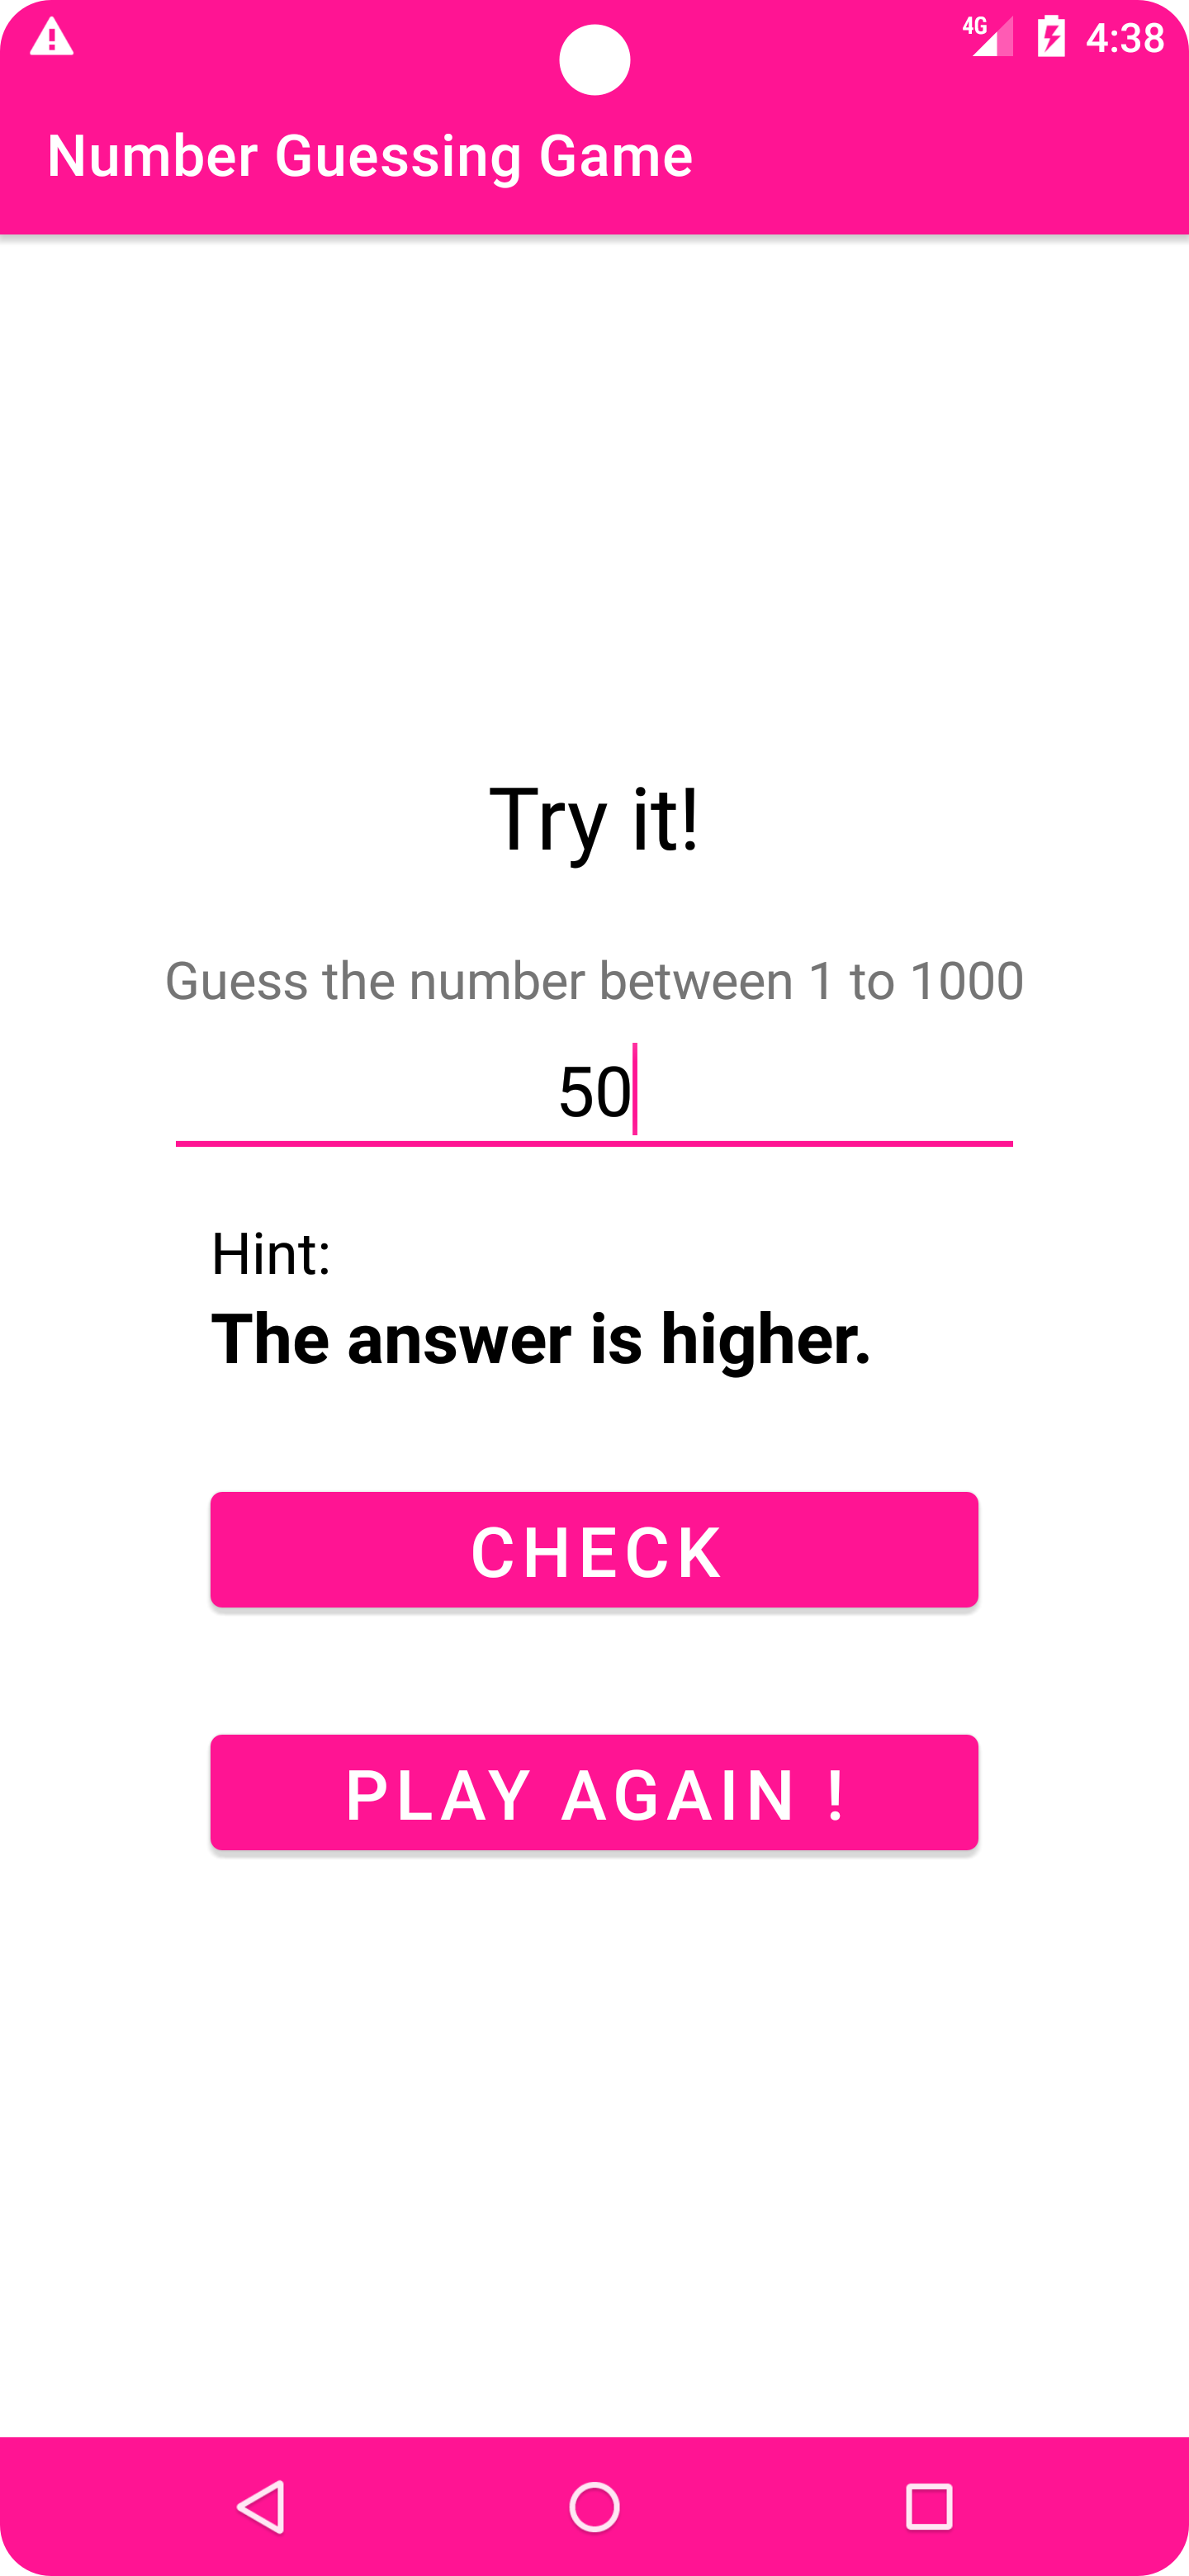 4G 4:38
Number Guessing Game
Try it!
Guess the number between 1 to 1000
50
Hint:
The answer is higher.
CHECK
PLAY AGAIN !